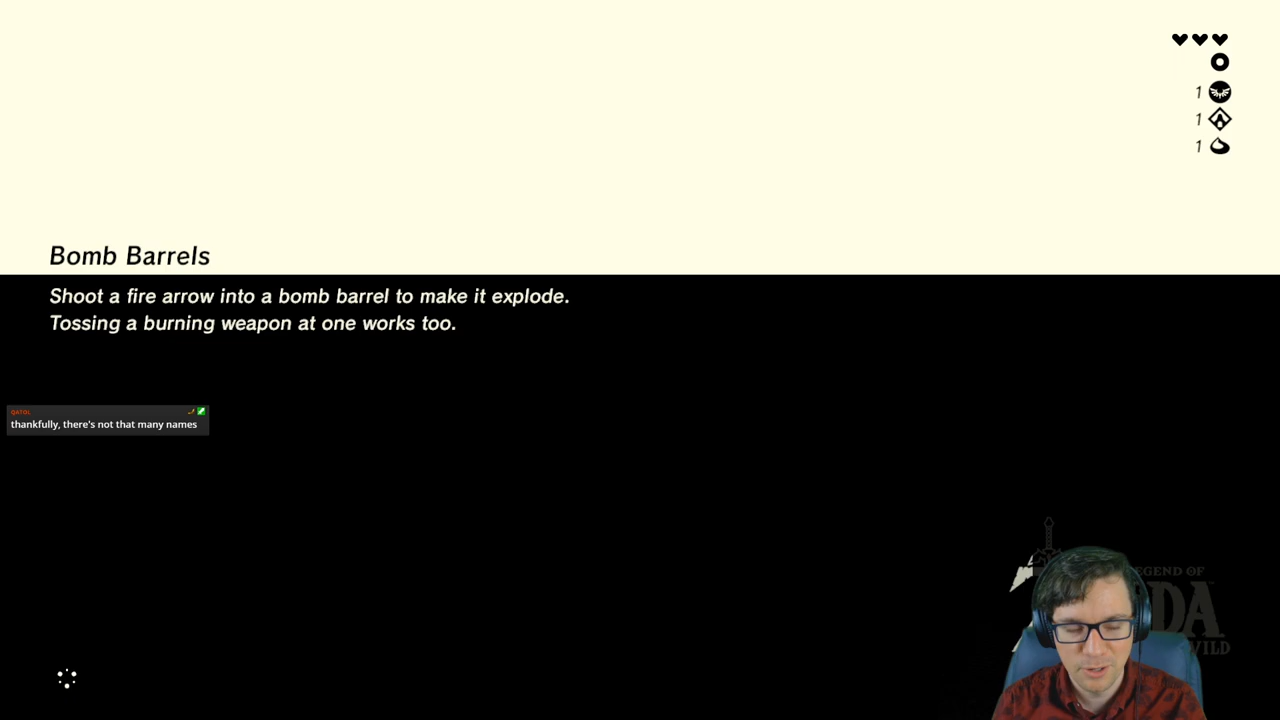 1
1
1
Bomb Barrels
Shoot a fire arrow into a bomb barrel to make it explode.
Tossing a burning weapon at one works too.
QATOL
thankfully, there's not that many names
EGEND OF
DA
WILD